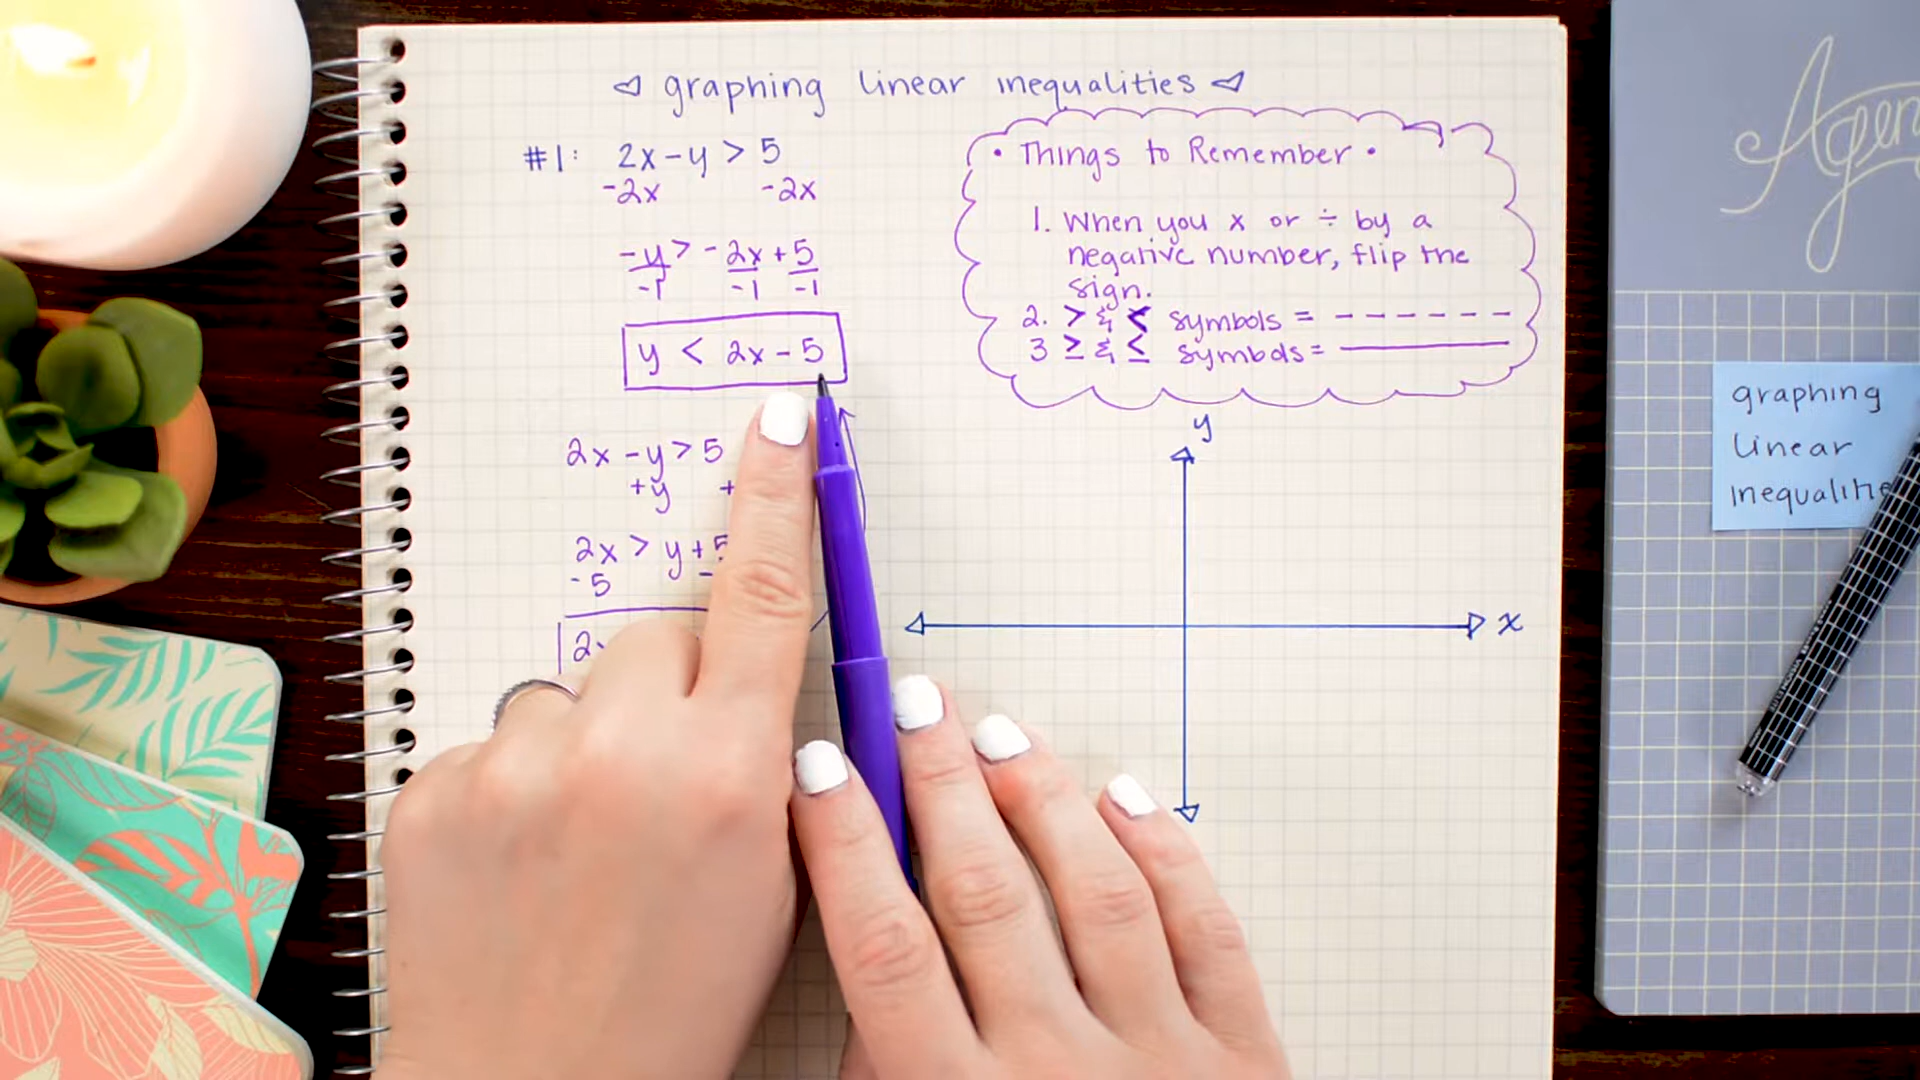 graphing linear inequalities
#1: 2x - y > 5
-2x -2x
-y > -2x + 5
-1 -1 -1
y < 2x - 5
2x - y > 5
+y +
2x > y + 5
-5 -
2
• Things to Remember •
1. When you x or ÷ by a
negative number, flip the
sign.
2. > & < symbols = - - - - - -
3 ≥ & ≤ symbols =
y
x
graphing
linear